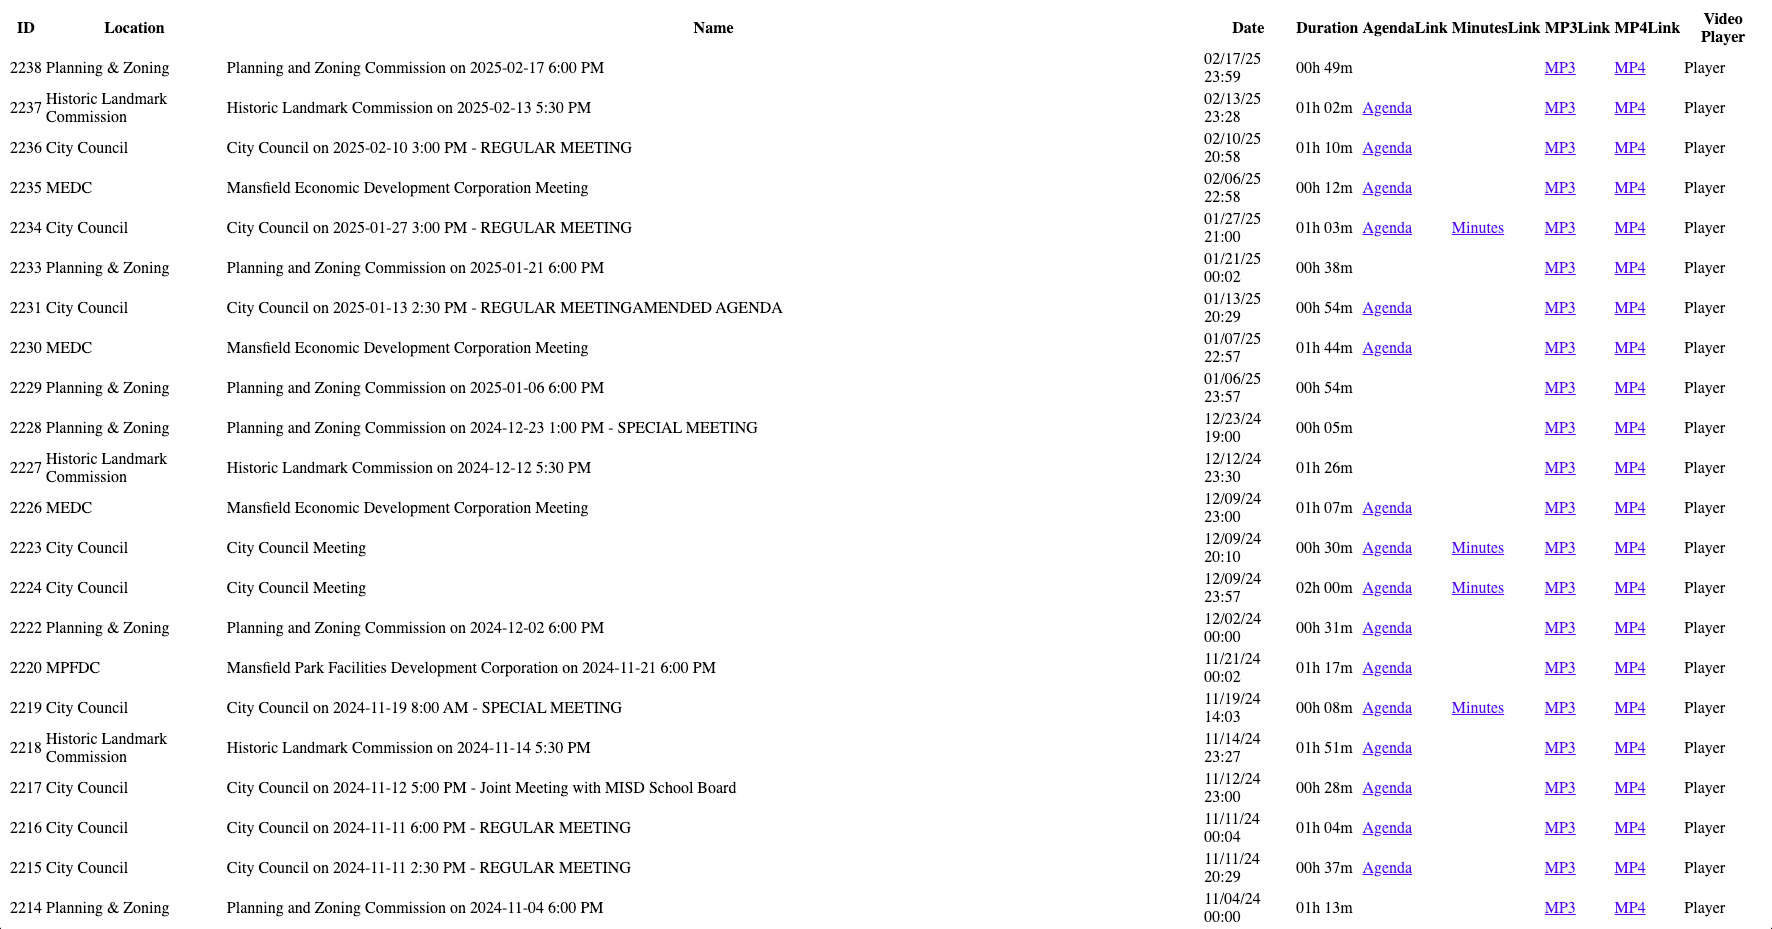 ID Location Name Date Duration AgendaLink MinutesLink MP3Link MP4Link Video Player
2238 Planning & Zoning Planning and Zoning Commission on 2025-02-17 6:00 PM 02/17/25 23:59 00h 49m MP3 MP4 Player
2237 Historic Landmark Commission Historic Landmark Commission on 2025-02-13 5:30 PM 02/13/25 23:28 01h 02m Agenda MP3 MP4 Player
2236 City Council City Council on 2025-02-10 3:00 PM - REGULAR MEETING 02/10/25 20:58 01h 10m Agenda MP3 MP4 Player
2235 MEDC Mansfield Economic Development Corporation Meeting 02/06/25 22:58 00h 12m Agenda MP3 MP4 Player
2234 City Council City Council on 2025-01-27 3:00 PM - REGULAR MEETING 01/27/25 21:00 01h 03m Agenda Minutes MP3 MP4 Player
2233 Planning & Zoning Planning and Zoning Commission on 2025-01-21 6:00 PM 01/21/25 00:02 00h 38m MP3 MP4 Player
2231 City Council City Council on 2025-01-13 2:30 PM - REGULAR MEETINGAMENDED AGENDA 01/13/25 20:29 00h 54m Agenda MP3 MP4 Player
2230 MEDC Mansfield Economic Development Corporation Meeting 01/07/25 22:57 01h 44m Agenda MP3 MP4 Player
2229 Planning & Zoning Planning and Zoning Commission on 2025-01-06 6:00 PM 01/06/25 23:57 00h 54m MP3 MP4 Player
2228 Planning & Zoning Planning and Zoning Commission on 2024-12-23 1:00 PM - SPECIAL MEETING 12/23/24 19:00 00h 05m MP3 MP4 Player
2227 Historic Landmark Commission Historic Landmark Commission on 2024-12-12 5:30 PM 12/12/24 23:30 01h 26m MP3 MP4 Player
2226 MEDC Mansfield Economic Development Corporation Meeting 12/09/24 23:00 01h 07m Agenda MP3 MP4 Player
2223 City Council City Council Meeting 12/09/24 20:10 00h 30m Agenda Minutes MP3 MP4 Player
2224 City Council City Council Meeting 12/09/24 23:57 02h 00m Agenda Minutes MP3 MP4 Player
2222 Planning & Zoning Planning and Zoning Commission on 2024-12-02 6:00 PM 12/02/24 00:00 00h 31m Agenda MP3 MP4 Player
2220 MPFDC Mansfield Park Facilities Development Corporation on 2024-11-21 6:00 PM 11/21/24 00:02 01h 17m Agenda MP3 MP4 Player
2219 City Council City Council on 2024-11-19 8:00 AM - SPECIAL MEETING 11/19/24 14:03 00h 08m Agenda Minutes MP3 MP4 Player
2218 Historic Landmark Commission Historic Landmark Commission on 2024-11-14 5:30 PM 11/14/24 23:27 01h 51m Agenda MP3 MP4 Player
2217 City Council City Council on 2024-11-12 5:00 PM - Joint Meeting with MISD School Board 11/12/24 23:00 00h 28m Agenda MP3 MP4 Player
2216 City Council City Council on 2024-11-11 6:00 PM - REGULAR MEETING 11/11/24 00:04 01h 04m Agenda MP3 MP4 Player
2215 City Council City Council on 2024-11-11 2:30 PM - REGULAR MEETING 11/11/24 20:29 00h 37m Agenda MP3 MP4 Player
2214 Planning & Zoning Planning and Zoning Commission on 2024-11-04 6:00 PM 11/04/24 00:00 01h 13m MP3 MP4 Player